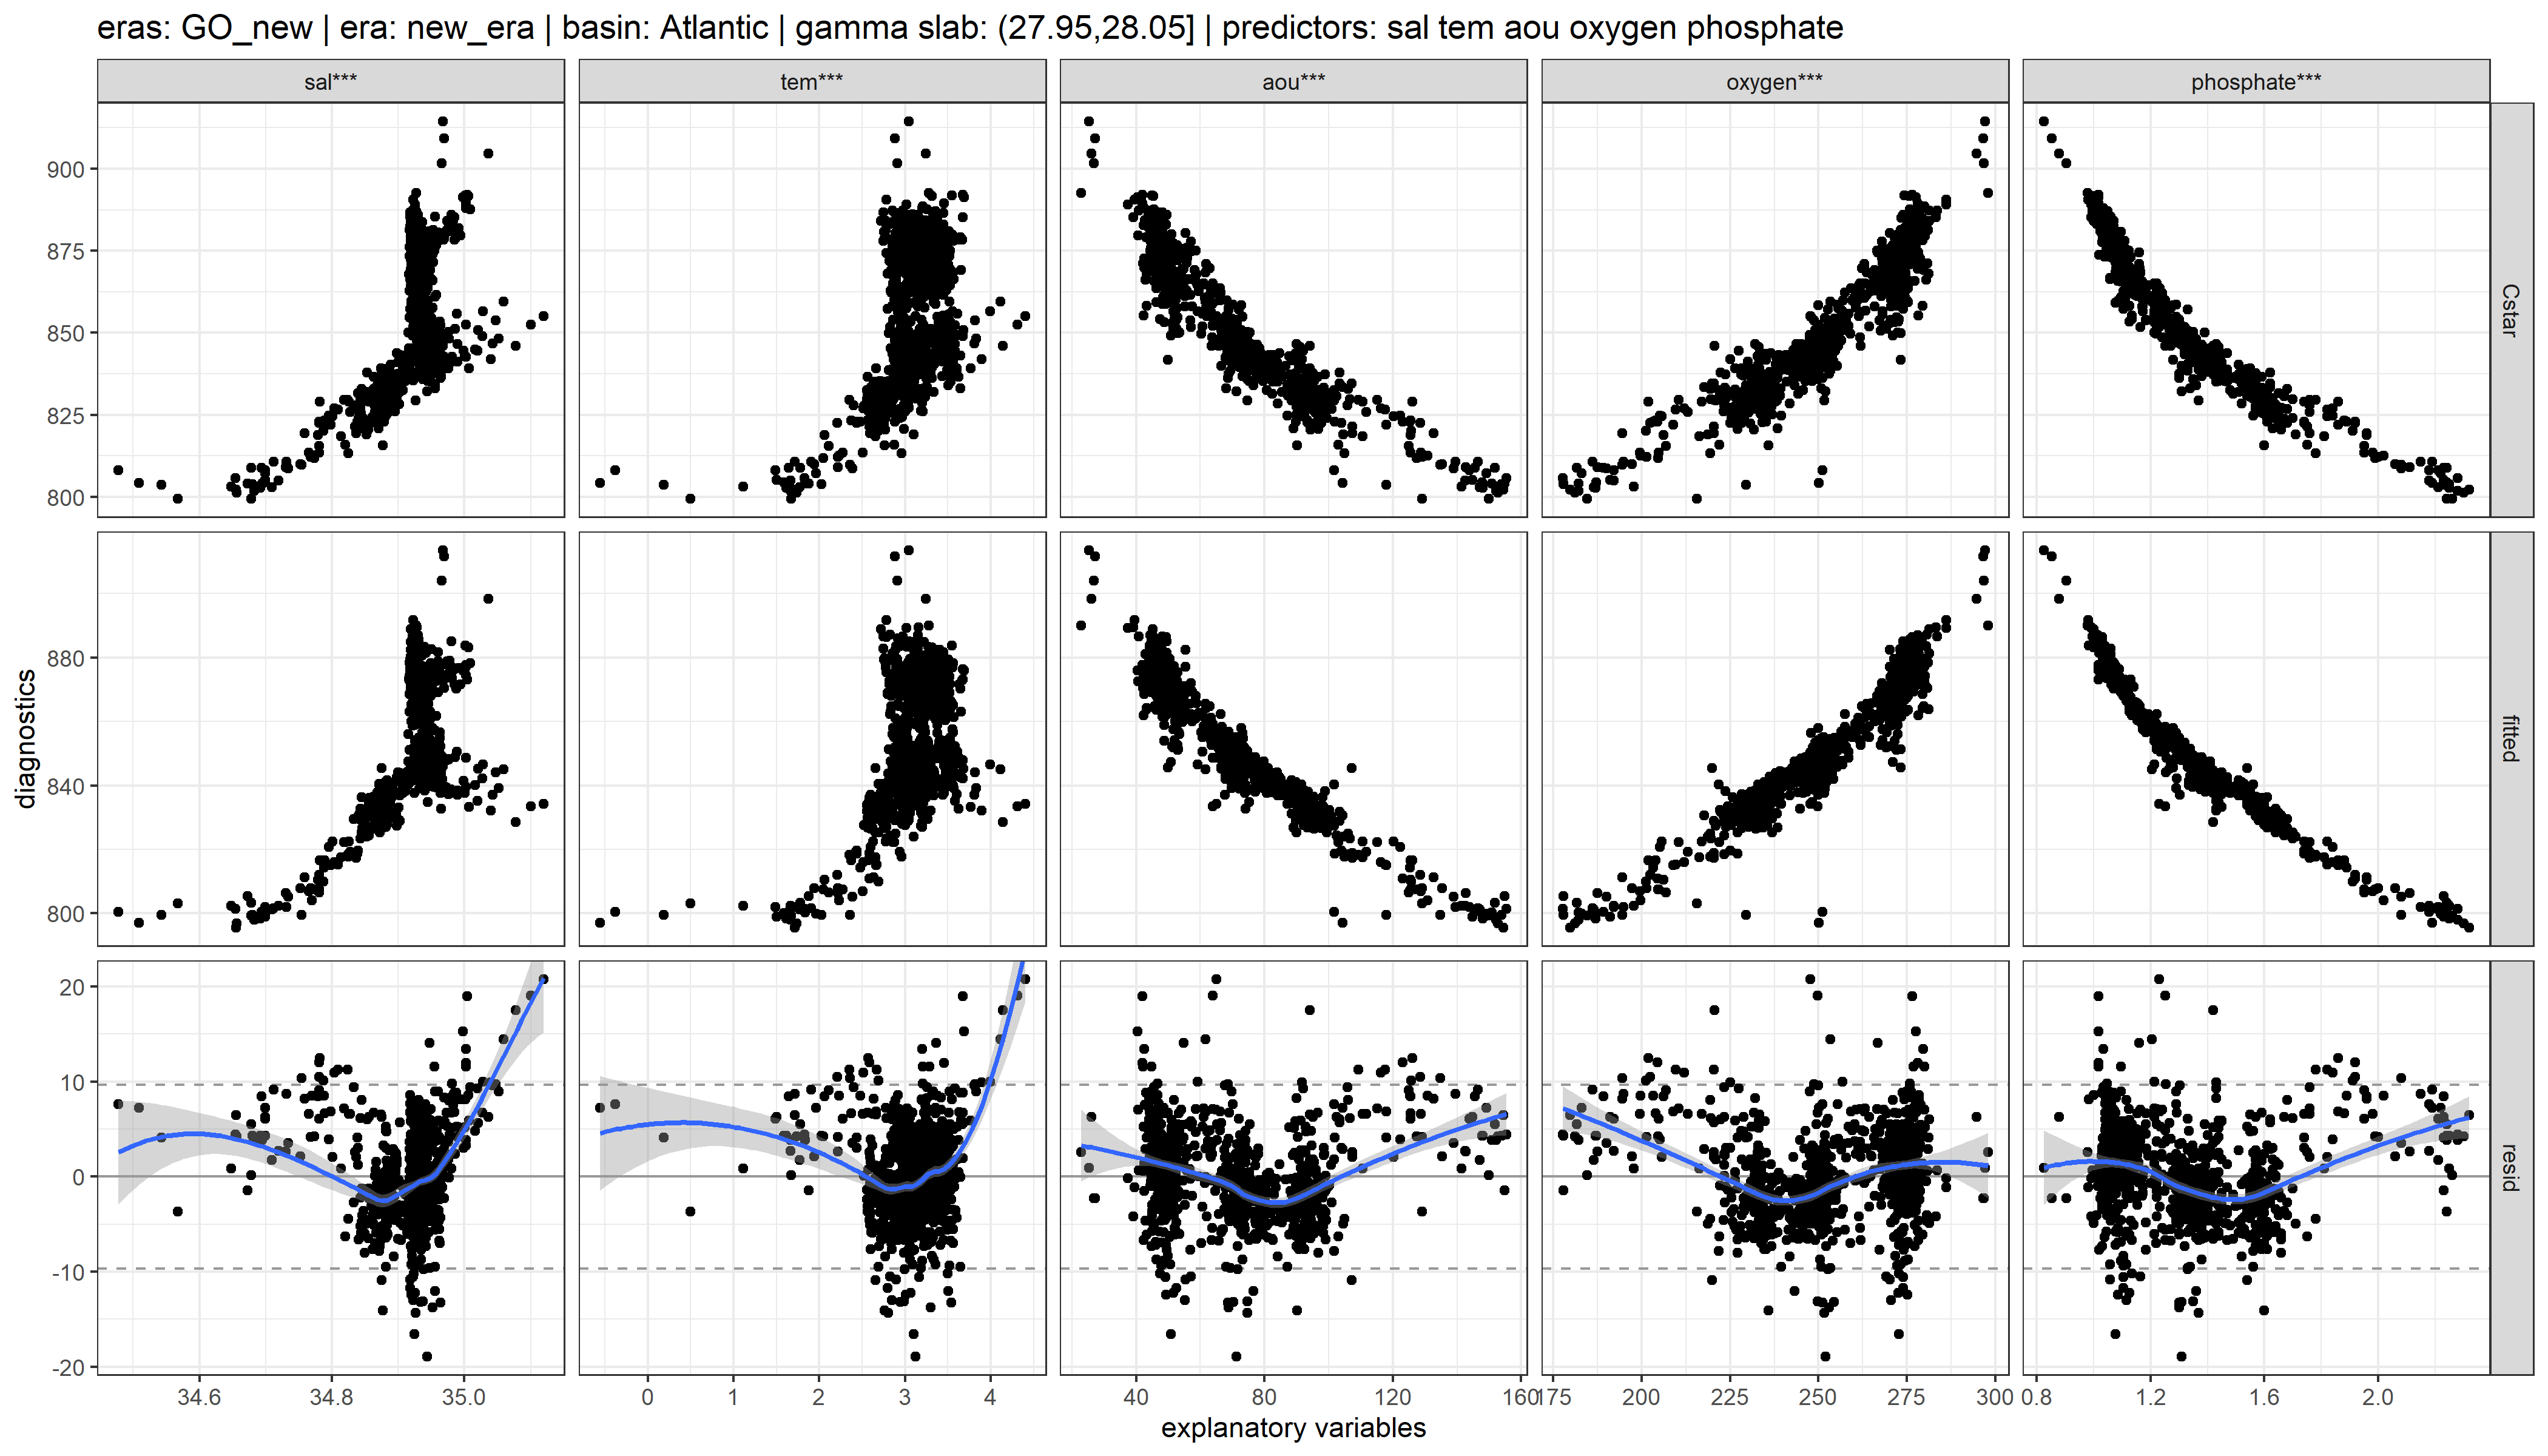 eras: GO_new | era: new_era | basin: Atlantic | gamma slab: (27.95,28.05] | predictors: sal tem aou oxygen phosphate
sal***
tem***
aou***
oxygen***
phosphate***
900
875
850
825
800
Cstar
880
840
800
fitted
diagnostics
20
10
0
-10
-20
resid
34.6 34.8 35.0
0 1 2 3 4
40 80 120 160
175 200 225 250 275 300
0.8 1.2 1.6 2.0
explanatory variables